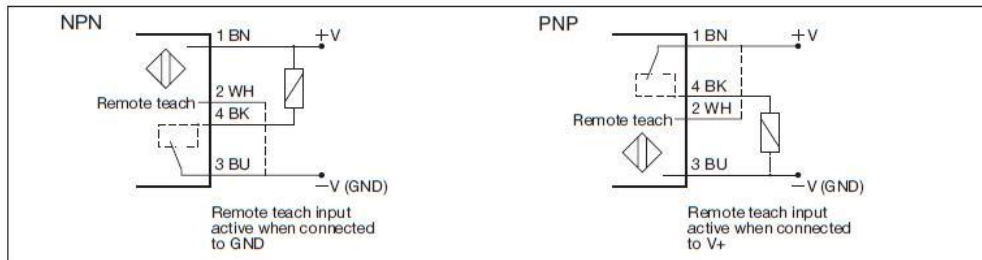 NPN
1 BN
+V
2 WH
Remote teach
4 BK
3 BU
−V (GND)
Remote teach input
active when connected
to GND
PNP
1 BN
+V
4 BK
2 WH
Remote teach
3 BU
−V (GND)
Remote teach input
active when connected
to V+